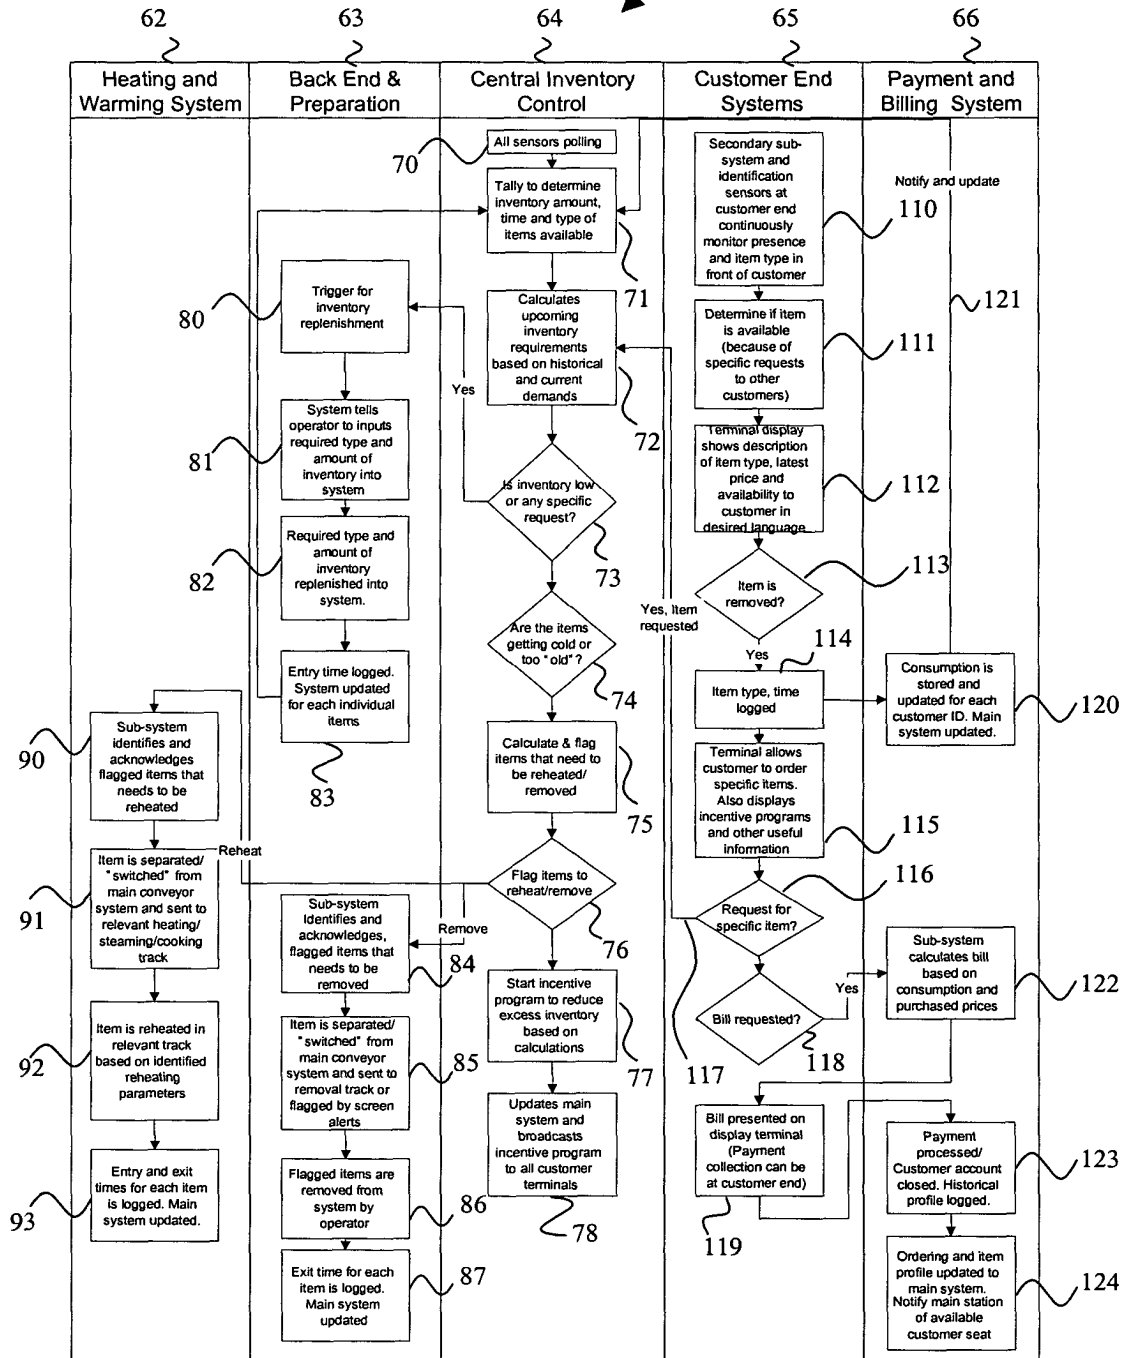 62
63
64
65
66
Heating and
Warming System
Back End &
Preparation
Central Inventory
Control
Customer End
Systems
Payment and
Billing System
70
All sensors polling
Tally to determine
inventory amount,
time and type of
items available
71
Calculates
upcoming
inventory
requirements
based on historical
and current
demands
72
Is inventory low
or any specific
request?
73
Yes
Are the items
getting cold or
too "old"?
74
Calculate & flag
items that need to
be reheated/
removed
75
Flag items to
reheat/remove
76
Reheat
Remove
Start incentive
program to reduce
excess inventory
based on
calculations
77
Updates main
system and
broadcasts
incentive program
to all customer
terminals
78
80
Trigger for
inventory
replenishment
81
System tells
operator to inputs
required type and
amount of
inventory into
system
82
Required type and
amount of
inventory
replenished into
system.
Entry time logged.
System updated
for each individual
items
83
Sub-system
Identifies and
acknowledges,
flagged items that
needs to be
removed
84
Item is separated/
"switched" from
main conveyor
system and sent to
removal track or
flagged by screen
alerts
85
Flagged items are
removed from
system by
operator
86
Exit time for each
item is logged.
Main system
updated
87
90
Sub-system
identifies and
acknowledges
flagged items that
needs to be
reheated
91
Item is separated/
"switched" from
main conveyor
system and sent to
relevant heating/
steaming/cooking
track
92
Item is reheated in
relevant track
based on identified
reheating
parameters
93
Entry and exit
times for each item
is logged. Main
system updated.
Secondary sub-
system and
identification
sensors at
customer end
continuously
monitor presence
and item type in
front of customer
110
Determine if item
is available
(because of
specific requests
to other
customers)
111
Terminal display
shows description
of item type, latest
price and
availability to
customer in
desired language
112
Item is
removed?
113
Yes
114
Item type, time
logged
Terminal allows
customer to order
specific items.
Also displays
incentive programs
and other useful
information
115
Request for
specific item?
116
Yes, Item
requested
117
Bill requested?
118
Yes
Bill presented on
display terminal
(Payment
collection can be
at customer end)
119
Notify and update
121
Consumption is
stored and
updated for each
customer ID. Main
system updated.
120
Sub-system
calculates bill
based on
consumption and
purchased prices
122
Payment
processed/
Customer account
closed. Historical
profile logged.
123
Ordering and item
profile updated to
main system.
Notify main station
of available
customer seat
124